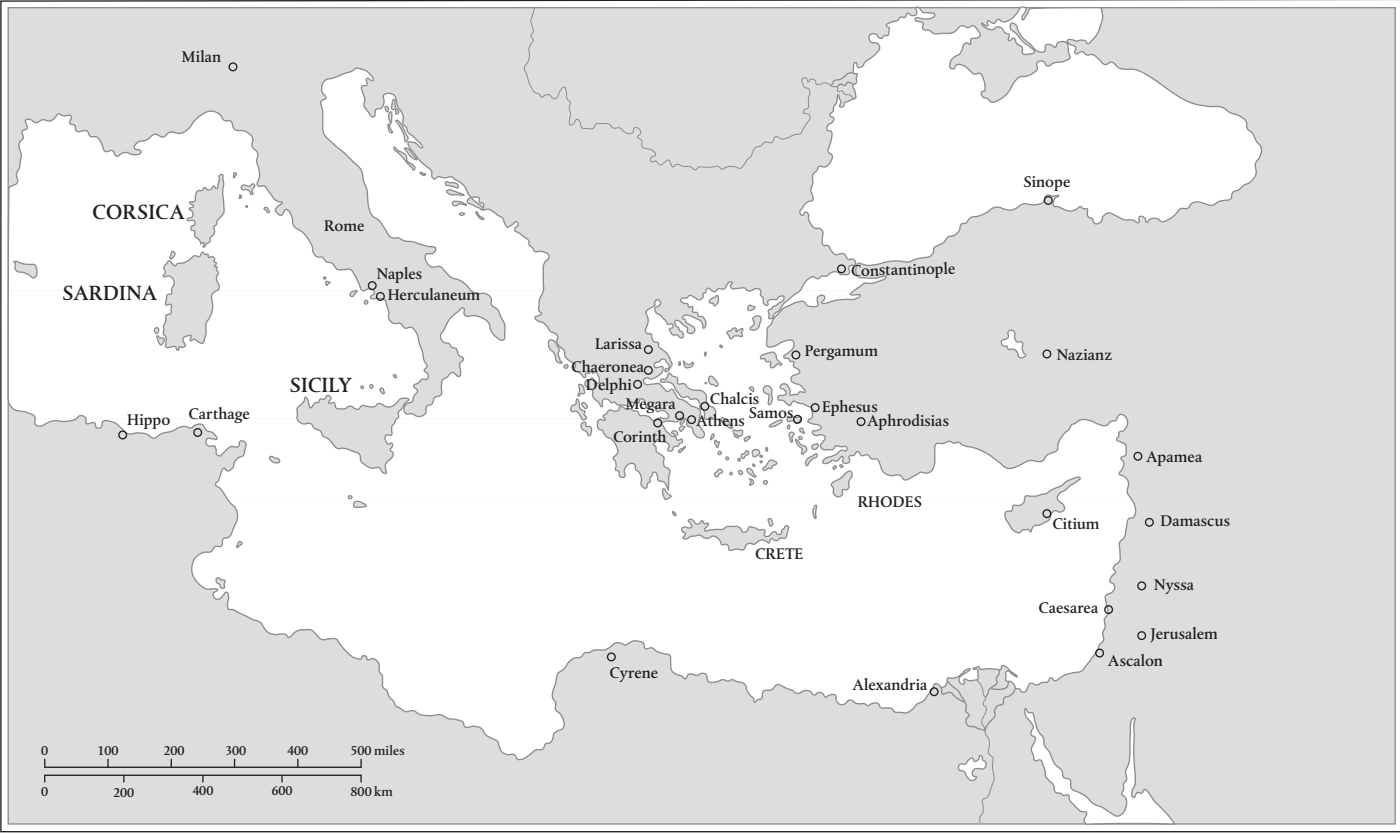 Milan
Sinope
CORSICA
Rome
Constantinople
Naples
SARDINA
Herculaneum
Larissa
Pergamum
Nazianz
Chaeronea
Delphi
SICILY
Chalcis
Megara
Ephesus
Samos
Hippo
Carthage
Athens
Aphrodisias
Corinth
Apamea
RHODES
Damascus
Citium
CRETE
Nyssa
Caesarea
Jerusalem
Ascalon
Cyrene
Alexandria
0 100 200 300 400 500 miles
0 200 400 600 800 km